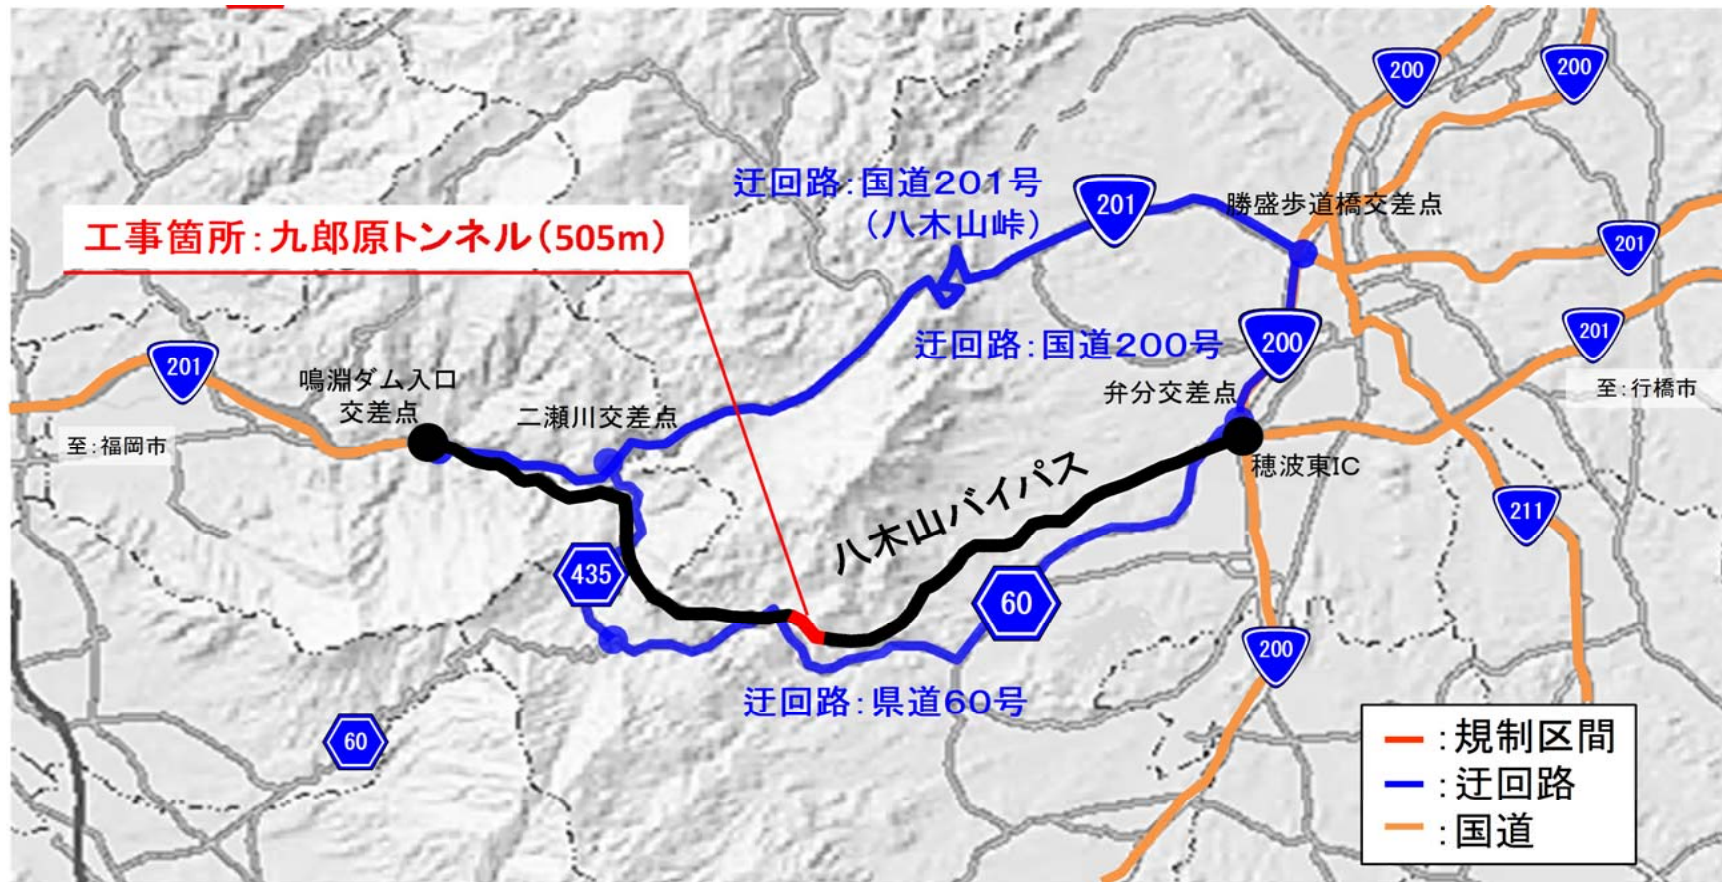 200
200
迂回路:国道201号
(八木山峠)
201
勝盛歩道橋交差点
工事箇所:九郎原トンネル(505m)
201
迂回路:国道200号
200
201
201
鳴淵ダム入口
交差点
二瀬川交差点
弁分交差点
至:行橋市
至:福岡市
穂波東IC
八木山バイパス
211
435
60
200
迂回路:県道60号
60
:規制区間
:迂回路
:国道